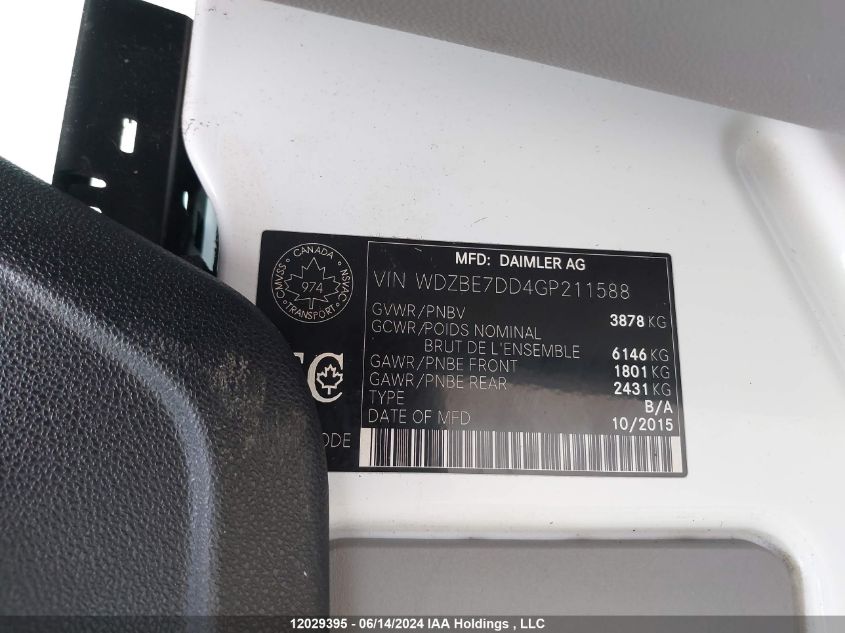 CANADA
CMVSS
NSVAC
974
TRANSPORT
MFD: DAIMLER AG
VIN WDZBE7DD4GP211588
GVWR/PNBV 3878 KG
GCWR/POIDS NOMINAL
BRUT DE L'ENSEMBLE 6146 KG
GAWR/PNBE FRONT 1801 KG
GAWR/PNBE REAR 2431 KG
TYPE B/A
DATE OF MFD 10/2015
12029395 - 06/14/2024 IAA Holdings , LLC